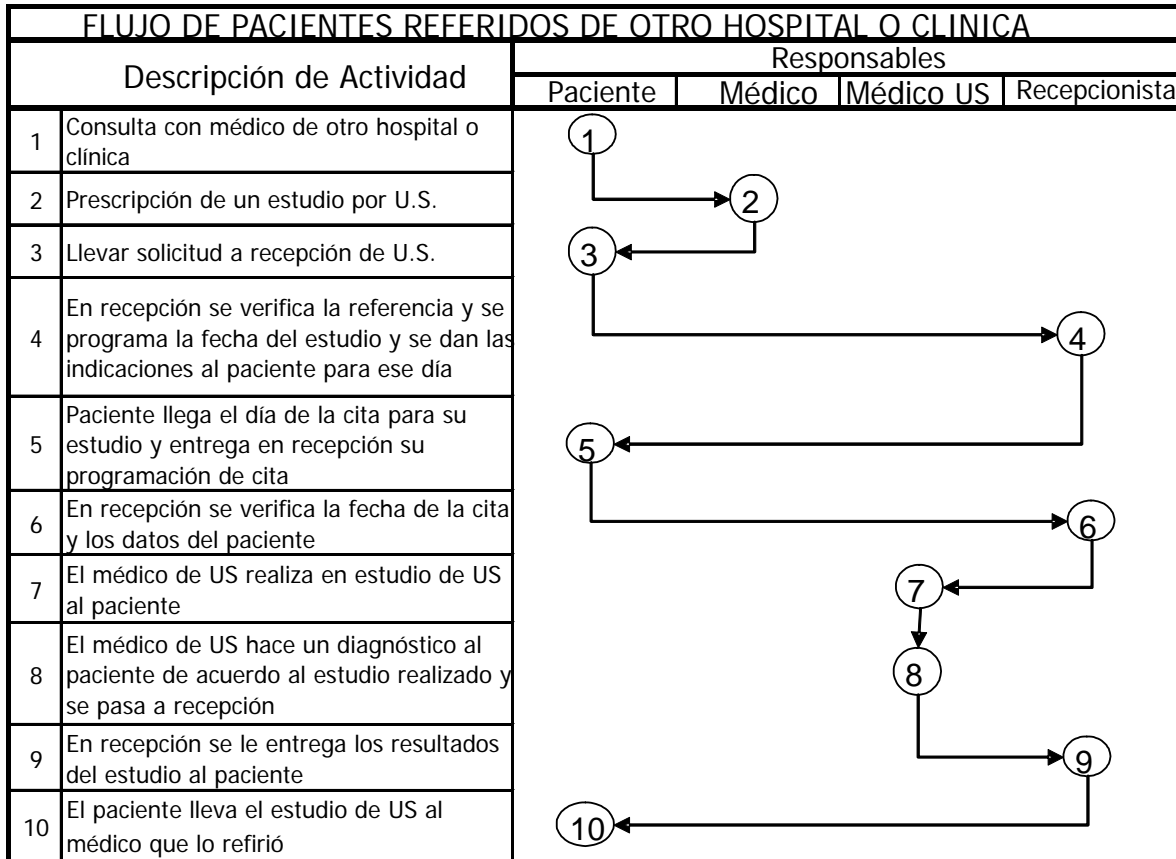 FLUJO DE PACIENTES REFERIDOS DE OTRO HOSPITAL O CLINICA
Descripción de Actividad
Responsables
Paciente Médico Médico US Recepcionista
1 Consulta con médico de otro hospital o
clínica
1
2 Prescripción de un estudio por U.S.
2
3 Llevar solicitud a recepción de U.S.
3
4 En recepción se verifica la referencia y se
programa la fecha del estudio y se dan las
indicaciones al paciente para ese día
4
5 Paciente llega el día de la cita para su
estudio y entrega en recepción su
programación de cita
5
6 En recepción se verifica la fecha de la cita
y los datos del paciente
6
7 El médico de US realiza en estudio de US
al paciente
7
8 El médico de US hace un diagnóstico al
paciente de acuerdo al estudio realizado y
se pasa a recepción
8
9 En recepción se le entrega los resultados
del estudio al paciente
9
10 El paciente lleva el estudio de US al
médico que lo refirió
10